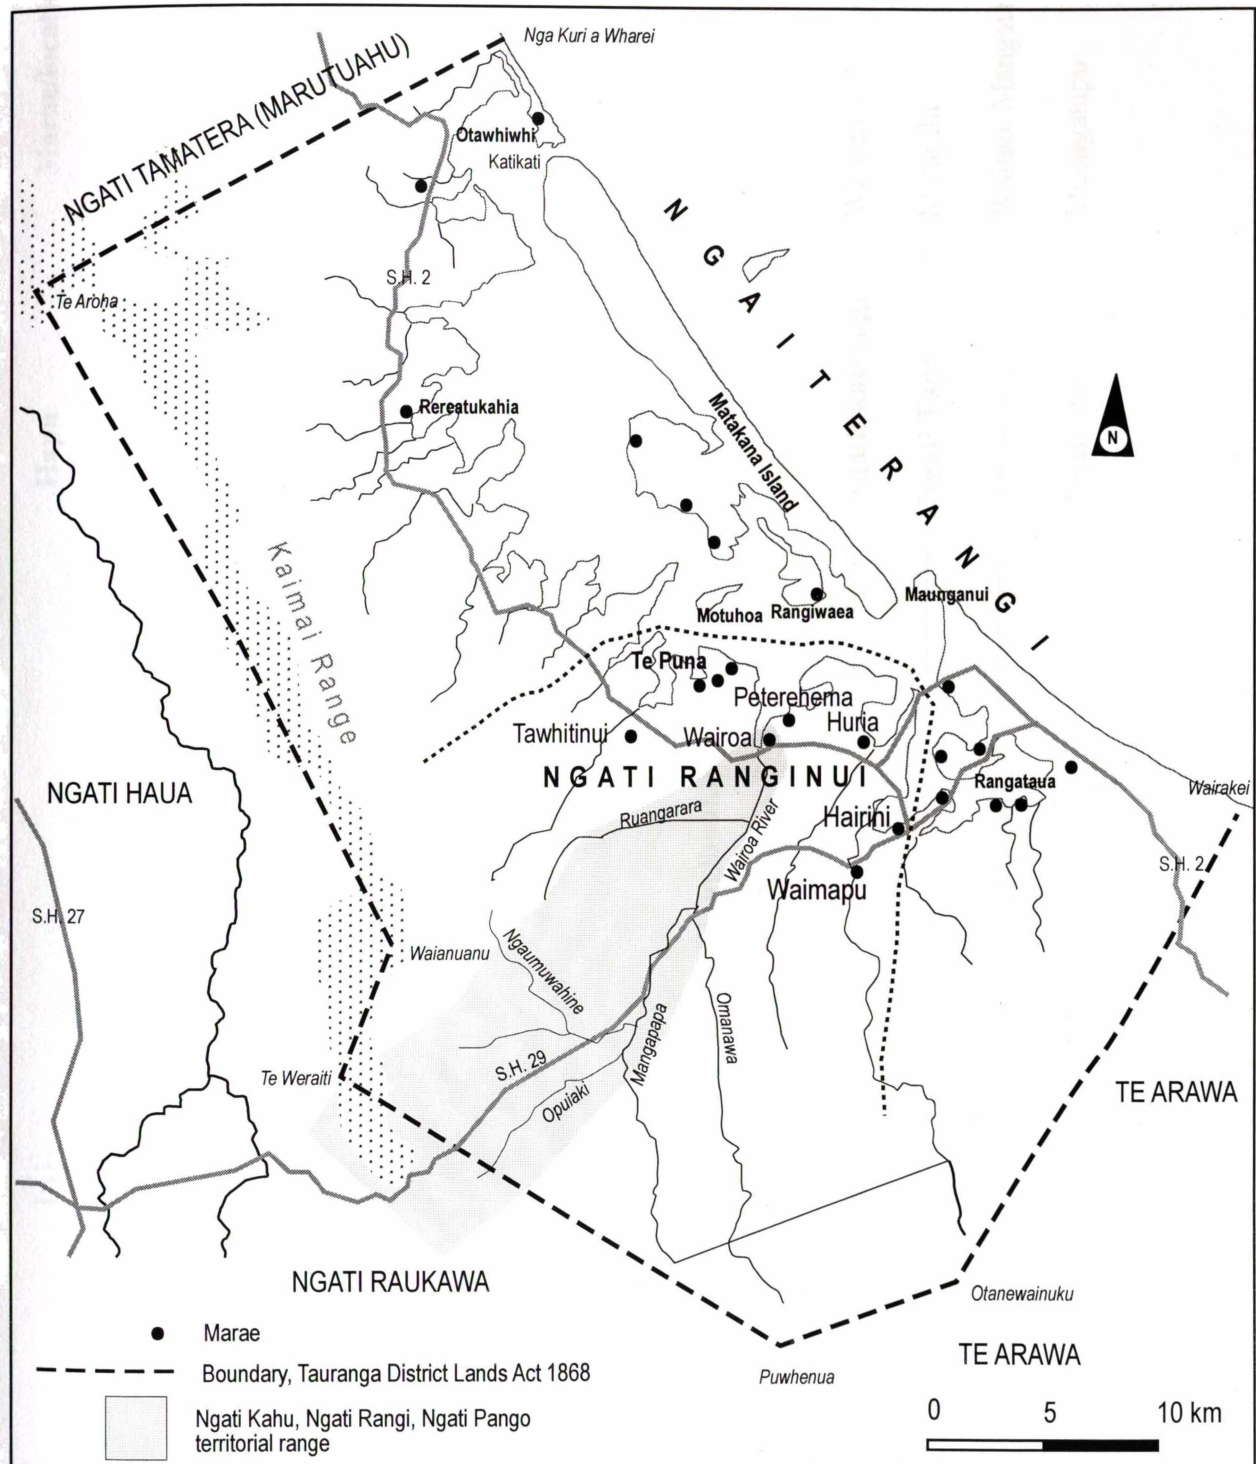 Nga Kuri a Wharei
NGATI TAMATERA (MARUTUAHU)
Otawhiwhi
Katikati
NGAITERANGI
S.H. 2
Te Aroha
Rereatukahia
Matakana Island
N
Kaimai Range
Maunganui
Motuhoa
Rangiwaea
Te Puna
Peterehema
Tawhitinui
Wairoa
Huria
NGATI HAUA
NGATI RANGINUI
Rangataua
Wairakei
Ruangarara
Wairoa River
Hairini
S.H. 2
Waimapu
S.H. 27
Waianuanu
Ngaumuwahine
Omanawa
Mangapapa
Te Weraiti
S.H. 29
Opuiaki
TE ARAWA
NGATI RAUKAWA
Otanewainuku
TE ARAWA
Puwhenua
Marae
Boundary, Tauranga District Lands Act 1868
Ngati Kahu, Ngati Rangi, Ngati Pango
territorial range
0 5 10 km